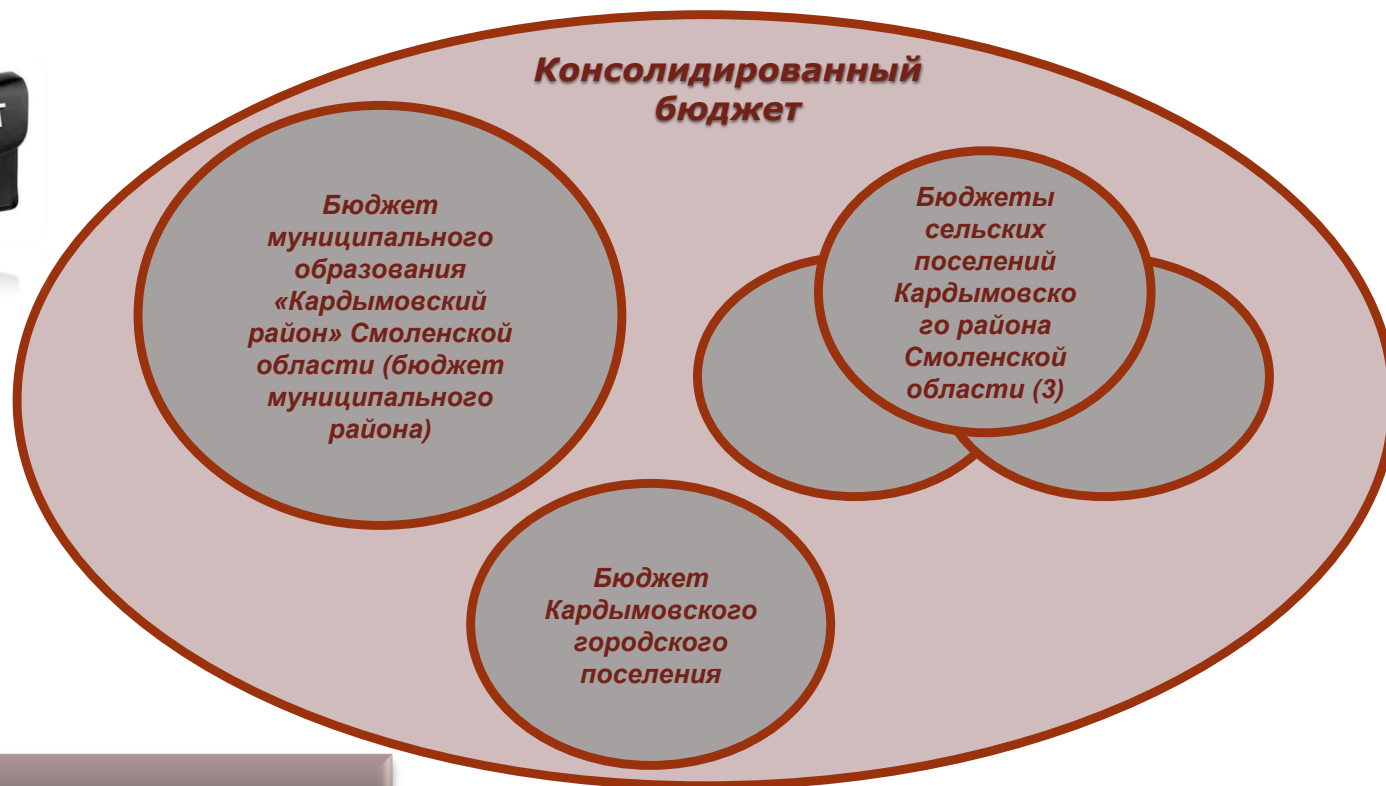 Консолидированный
бюджет
Бюджет
муниципального
образования
«Кардымовский
район» Смоленской
области (бюджет
муниципального
района)
Бюджеты
сельских
поселений
Кардымовско
го района
Смоленской
области (3)
Бюджет
Кардымовского
городского
поселения